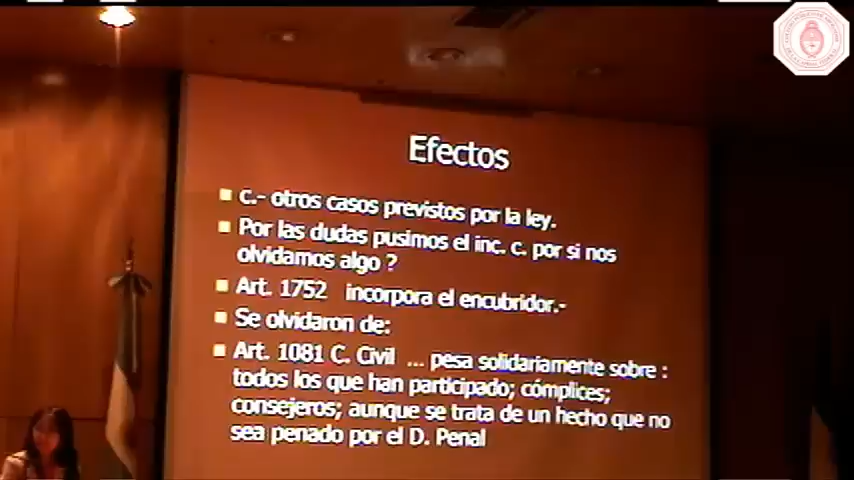 Efectos
c.- otros casos previstos por la ley.
Por las dudas pusimos el inc. c. por si nos
olvidamos algo ?
Art. 1752 incorpora el encubridor.-
Se olvidaron de:
Art. 1081 C. Civil ... pesa solidariamente sobre :
todos los que han participado; cómplices;
consejeros; aunque se trata de un hecho que no
sea penado por el D. Penal